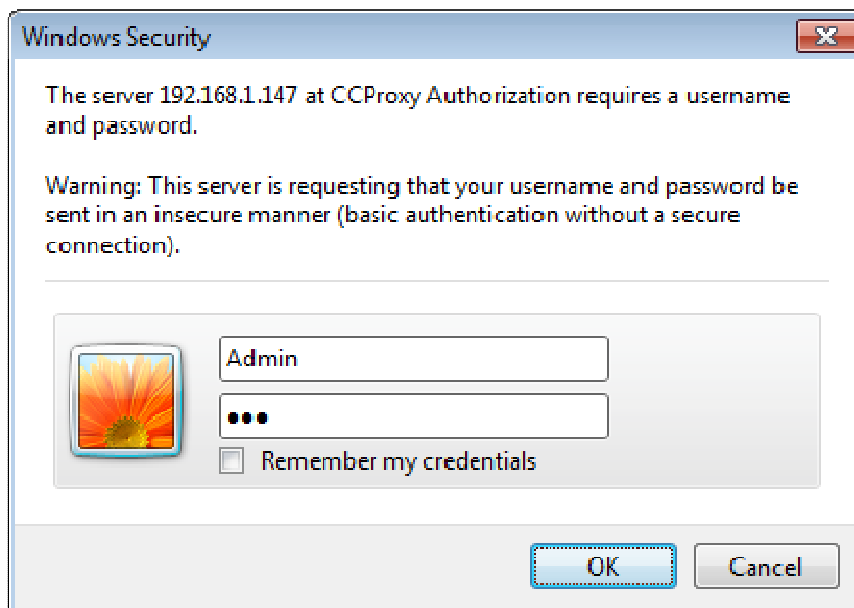 Windows Security
The server 192.168.1.147 at CCProxy Authorization requires a username
and password.
Warning: This server is requesting that your username and password be
sent in an insecure manner (basic authentication without a secure
connection).
Admin
●●●
Remember my credentials
OK
Cancel